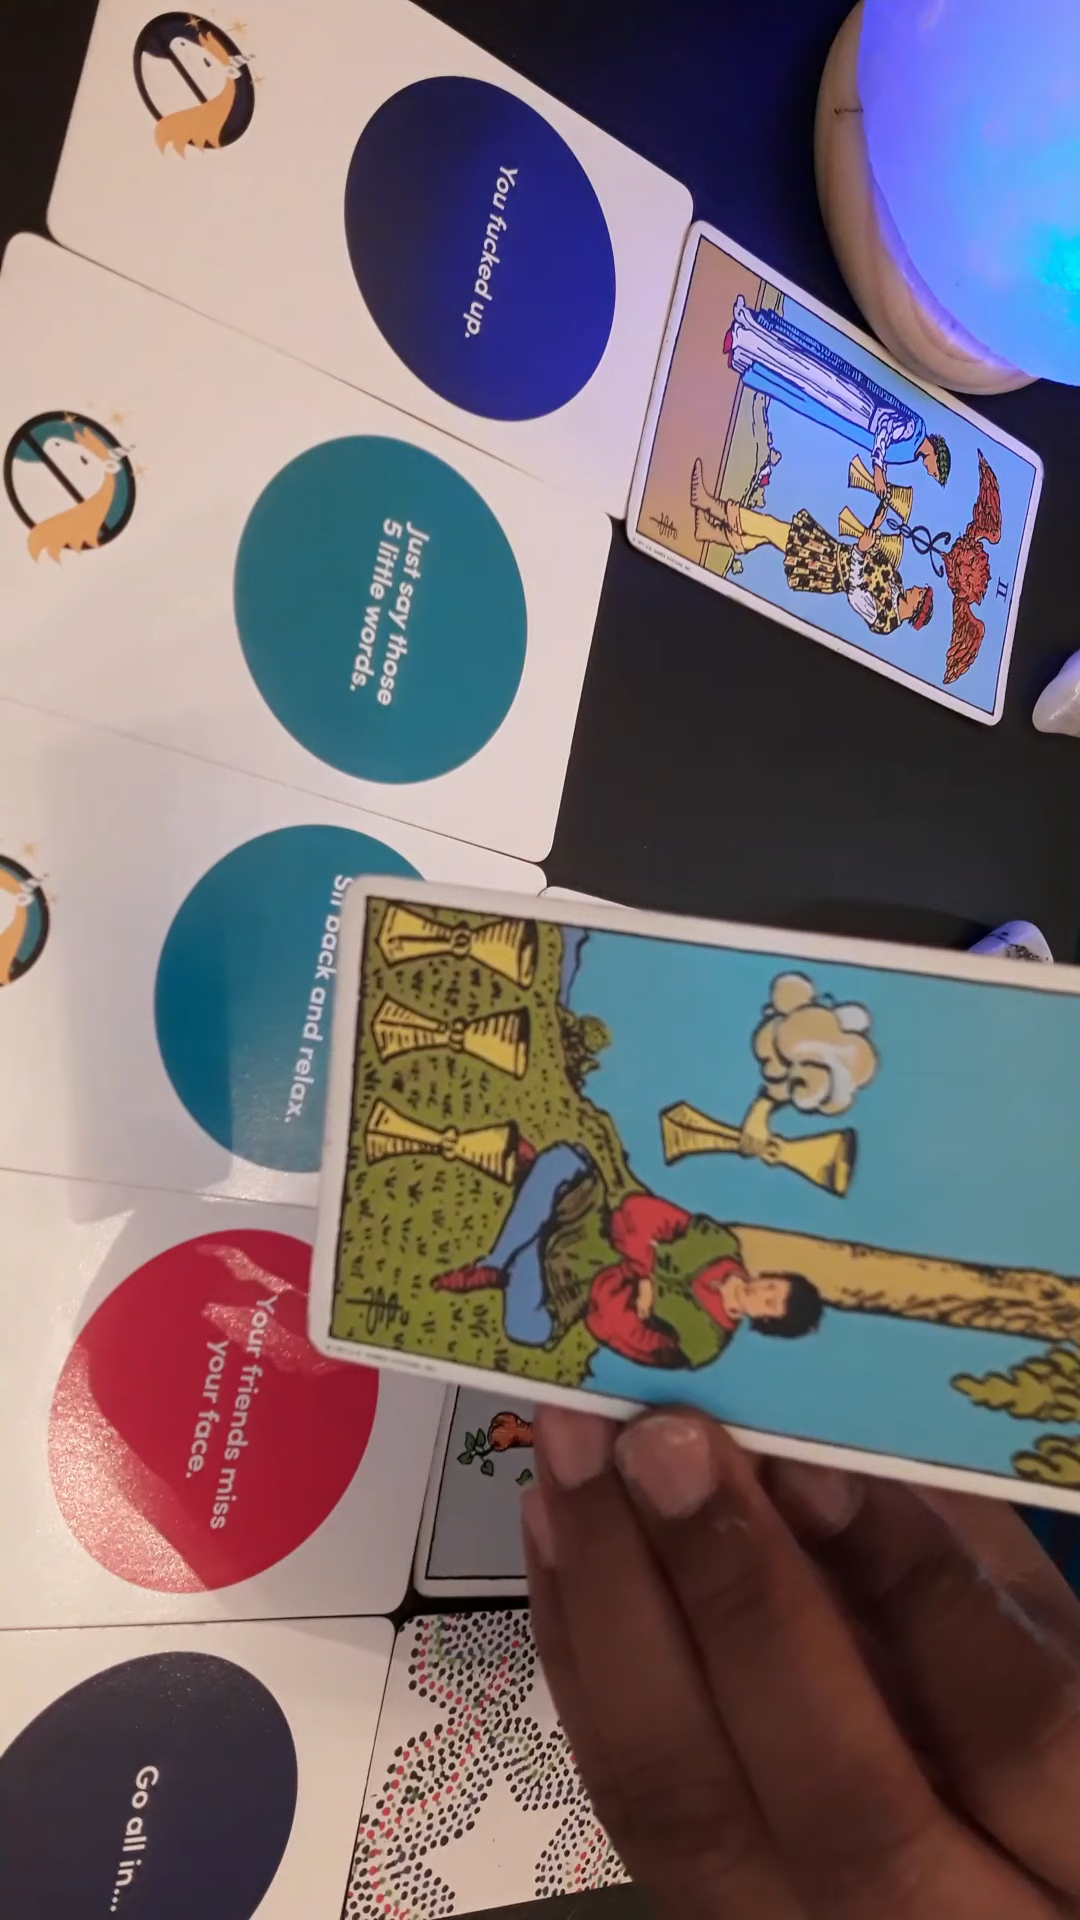 You fucked up.
Just say those
5 little words.
Sit back and relax.
Your friends miss
your face.
Go all in...
II